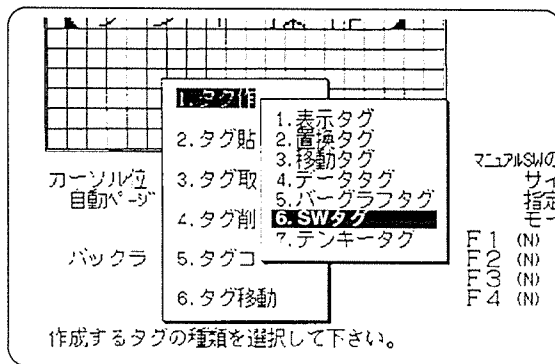 1.タグ作
2.タグ貼
3.タグ取
4.タグ削
5.タグコ
6.タグ移動
1.表示タグ
2.置換タグ
3.移動タグ
4.データタグ
5.バーグラフタグ
6.SWタグ
7.テンキータグ
カーソル位
自動ページ
バックラ
マニュアルSWの
サイ
指定
モー
F1 (N)
F2 (N)
F3 (N)
F4 (N)
作成するタグの種類を選択して下さい。